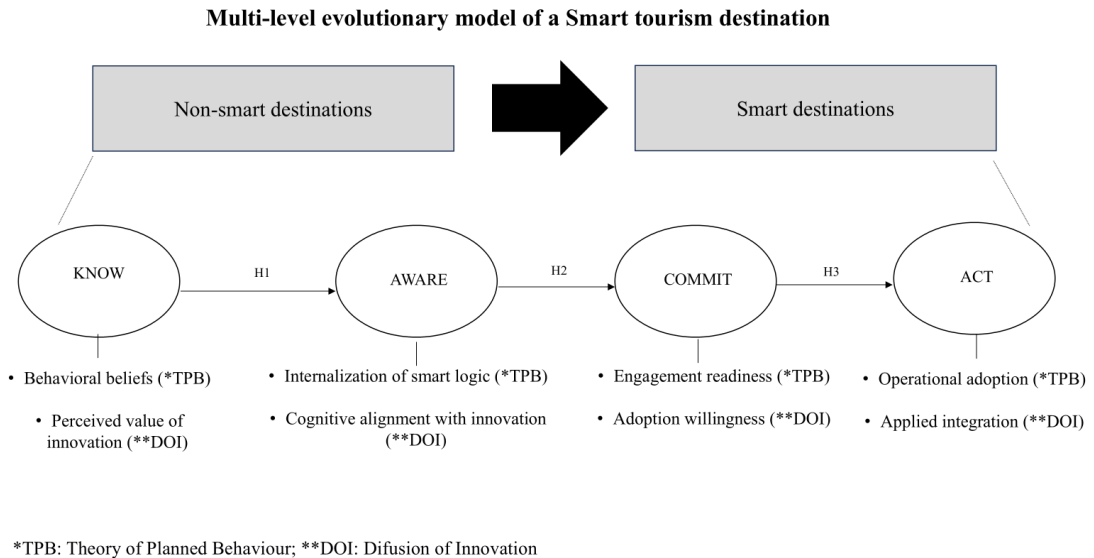 Multi-level evolutionary model of a Smart tourism destination
Non-smart destinations
Smart destinations
KNOW
H1
AWARE
H2
COMMIT
H3
ACT
• Behavioral beliefs (*TPB)
• Perceived value of
innovation (**DOI)
• Internalization of smart logic (*TPB)
• Cognitive alignment with innovation
(**DOI)
• Engagement readiness (*TPB)
• Adoption willingness (**DOI)
• Operational adoption (*TPB)
• Applied integration (**DOI)
*TPB: Theory of Planned Behaviour; **DOI: Difusion of Innovation